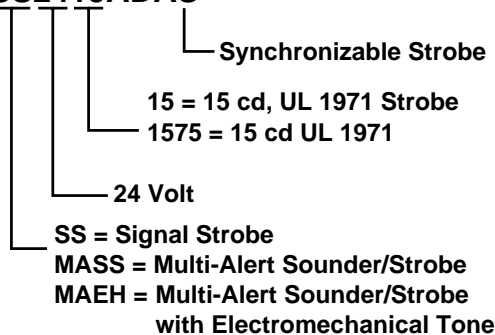 Synchronizable Strobe
15 = 15 cd, UL 1971 Strobe
1575 = 15 cd UL 1971
24 Volt
SS = Signal Strobe
MASS = Multi-Alert Sounder/Strobe
MAEH = Multi-Alert Sounder/Strobe
with Electromechanical Tone